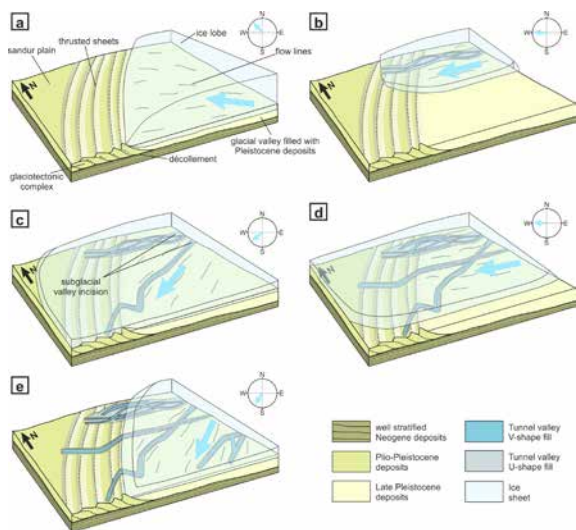 a
N
W
E
S
ice lobe
thrusted sheets
flow lines
sandur plain
N
glacial valley filled with
Pleistocene deposits
décollement
glaciotectonic
complex
b
N
W
E
S
N
c
N
W
E
S
N
subglacial
valley incision
d
N
W
E
S
N
e
N
W
E
S
N
well stratified
Neogene deposits
Tunnel valley
V-shape fill
Plio-Pleistocene
deposits
Tunnel valley
U-shape fill
Late Pleistocene
deposits
Ice
sheet